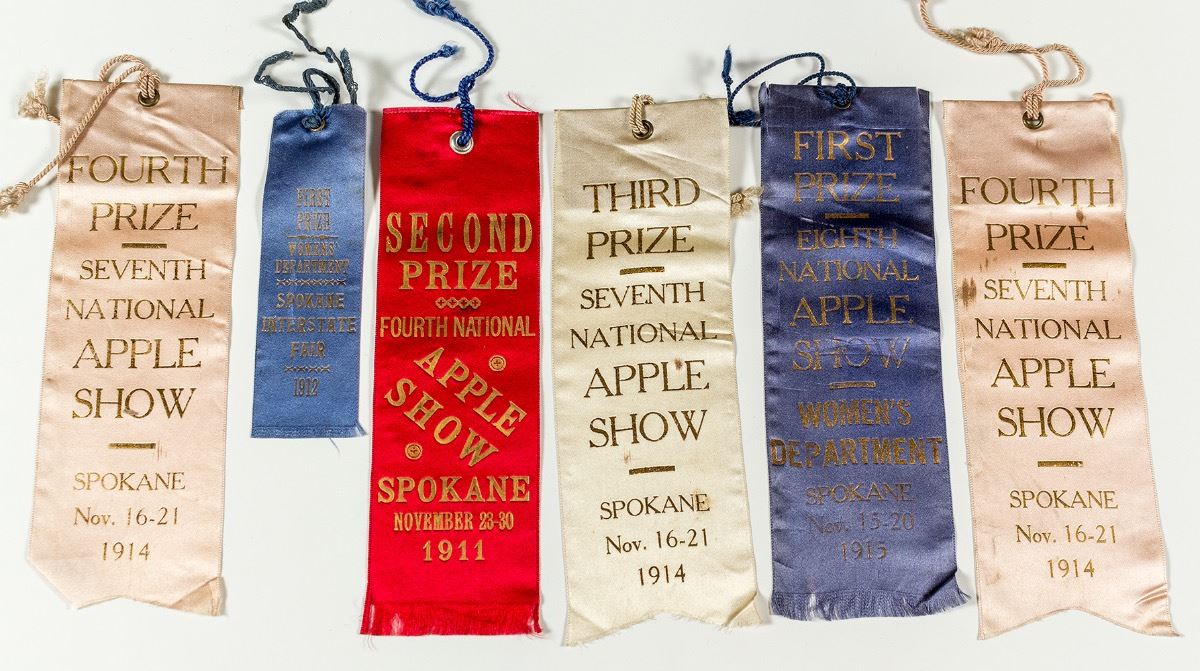 FOURTH
PRIZE
SEVENTH
NATIONAL
APPLE
SHOW
SPOKANE
Nov. 16-21
1914
FIRST
PRIZE
WOMENS'
DEPARTMENT
SPOKANE
INTERSTATE
FAIR
1912
SECOND
PRIZE
FOURTH NATIONAL
APPLE
SHOW
SPOKANE
NOVEMBER 23-30
1911
THIRD
PRIZE
SEVENTH
NATIONAL
APPLE
SHOW
SPOKANE
Nov. 16-21
1914
FIRST
PRIZE
EIGHTH
NATIONAL
APPLE
SHOW
WOMEN'S
DEPARTMENT
SPOKANE
Nov. 15-20
1915
FOURTH
PRIZE
SEVENTH
NATIONAL
APPLE
SHOW
SPOKANE
Nov. 16-21
1914